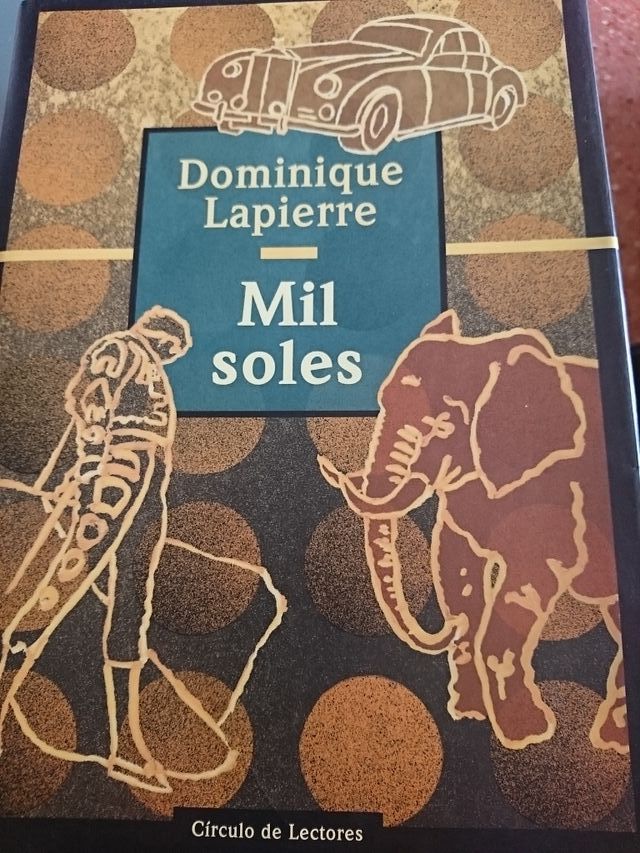 Dominique
Lapierre
Mil
soles
Círculo de Lectores